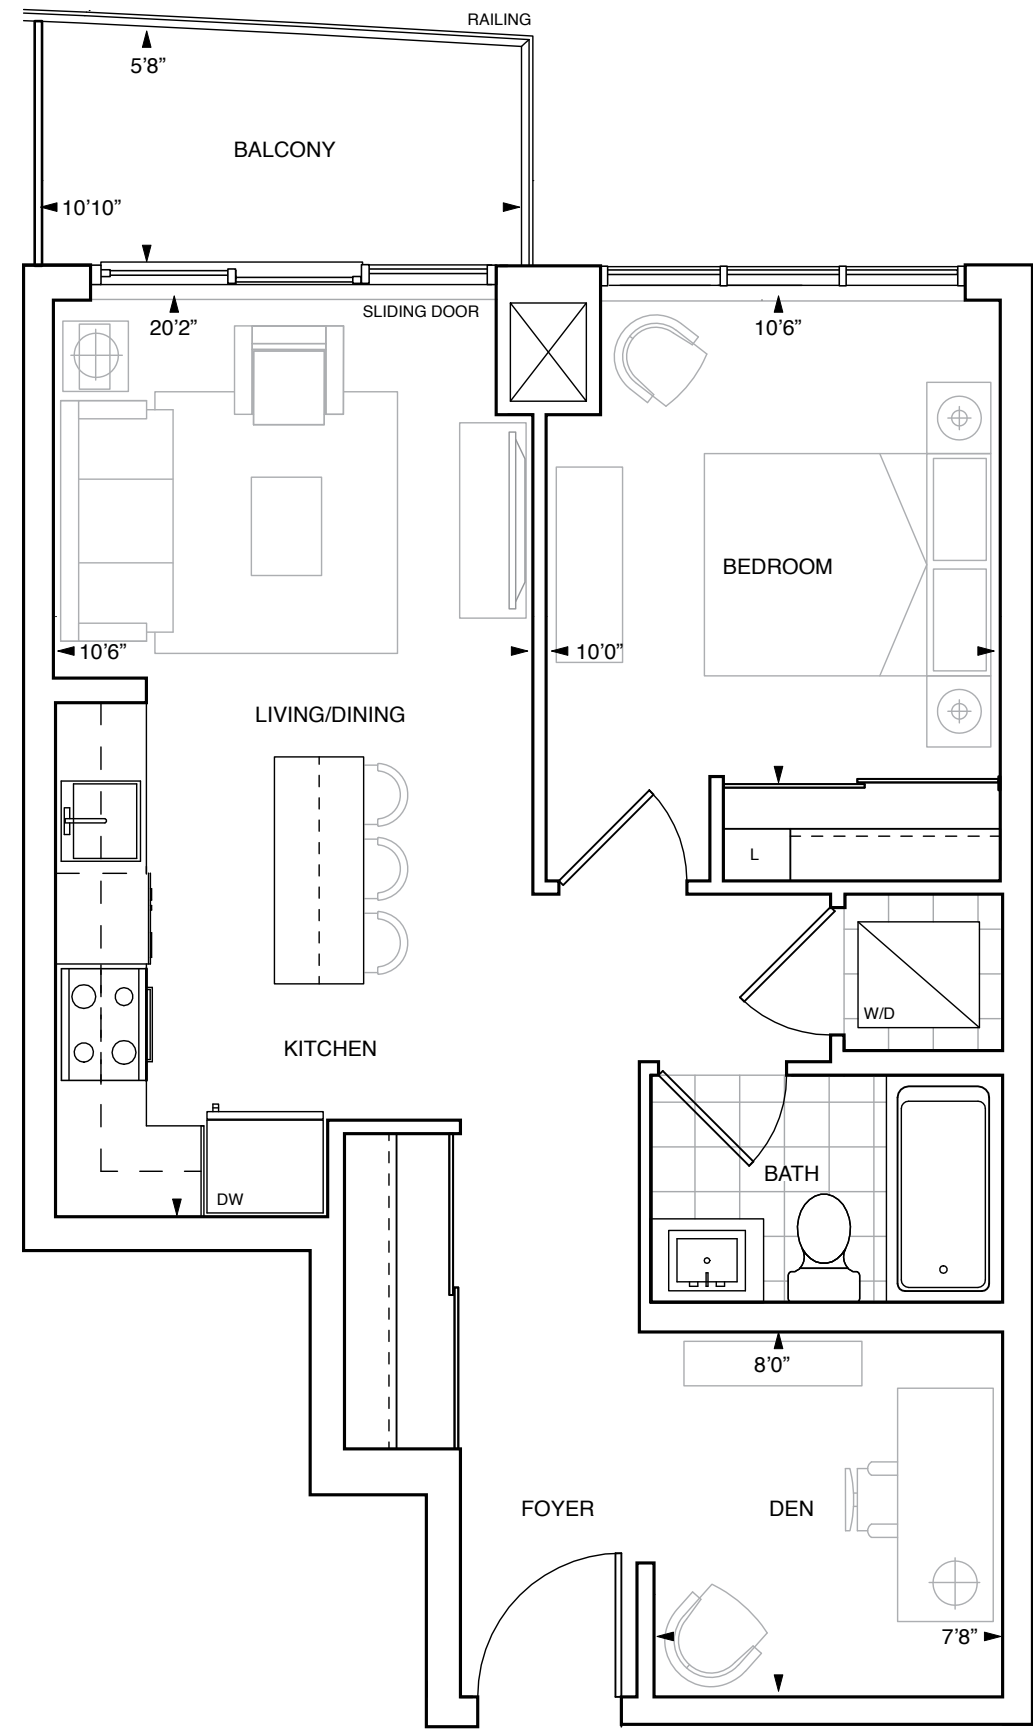 RAILING
5'8"
BALCONY
10'10"
SLIDING DOOR
20'2"
10'6"
BEDROOM
10'6"
10'0"
LIVING/DINING
L
W/D
KITCHEN
BATH
DW
8'0"
FOYER
DEN
7'8"